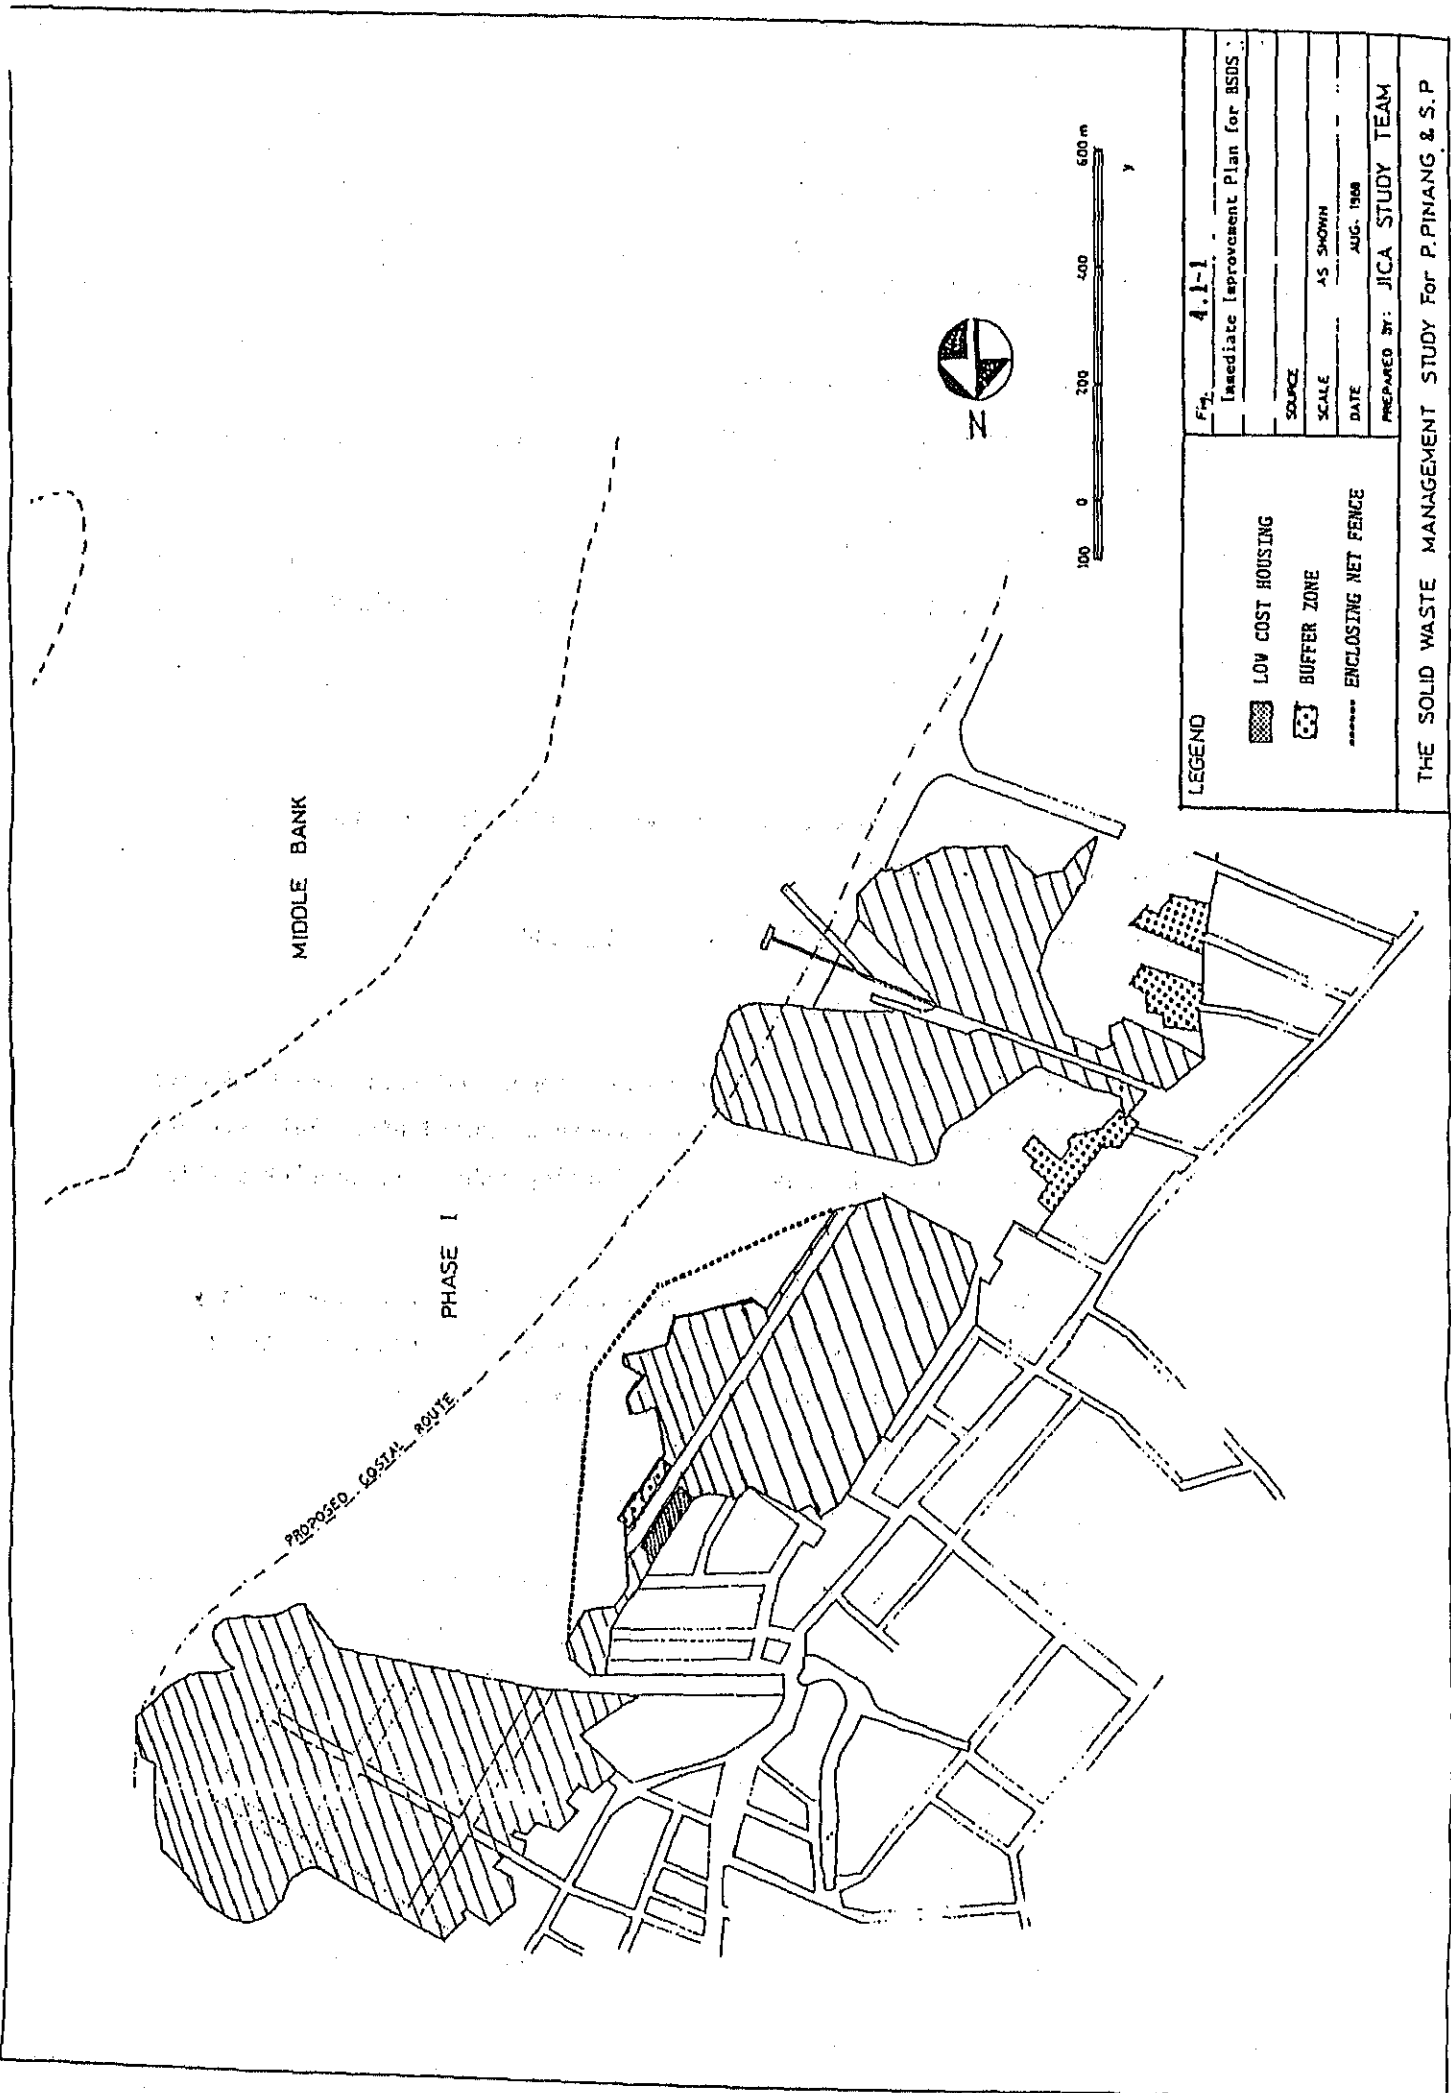 MIDDLE BANK
PHASE I
PROPOSED COSTAL ROUTE
N
100 0 200 400 600 m
y
LEGEND
LOW COST HOUSING
BUFFER ZONE
ENCLOSING NET FENCE
Fig. 4.1-1
Immediate Improvement Plan for BSDS
SOURCE
SCALE AS SHOWN
DATE AUG. 1988
PREPARED BY: JICA STUDY TEAM
THE SOLID WASTE MANAGEMENT STUDY For P.PINANG & S.P